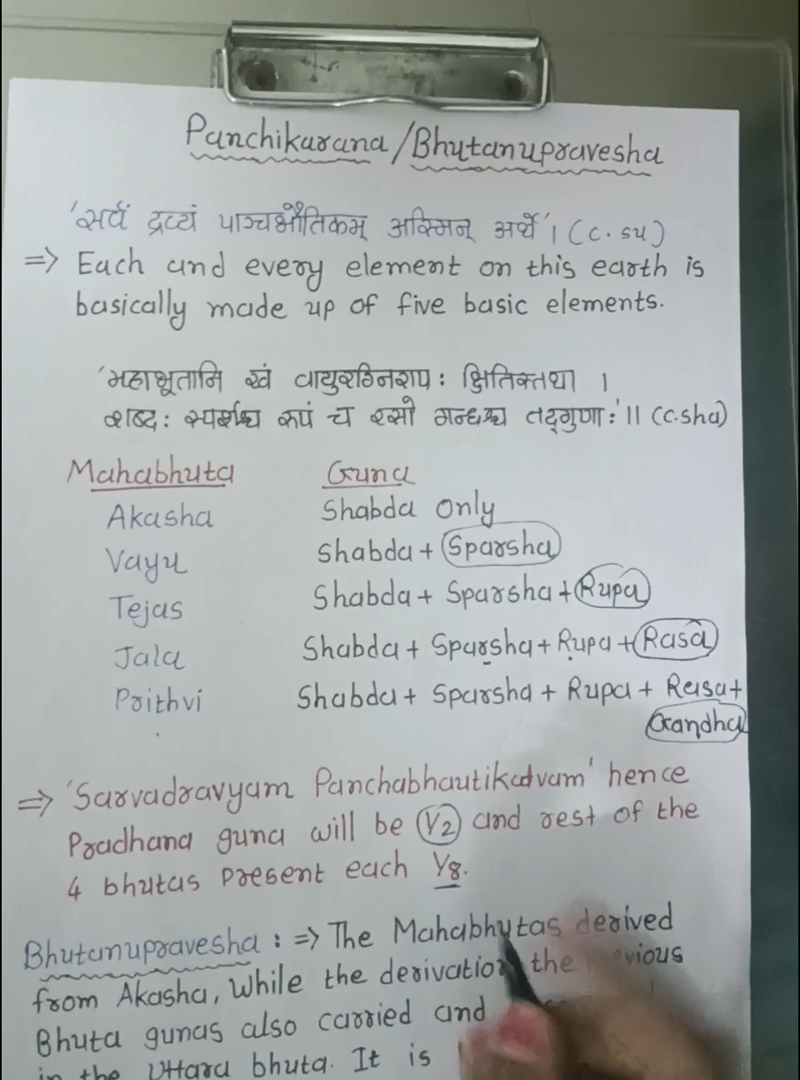 Panchikarana/Bhutanupravesha
'सर्वं द्रव्यं पाञ्चभौतिकम् अस्मिन् अर्थे'। (C.su)
=> Each and every element on this earth is
basically made up of five basic elements.
'महाभूतानि खं वायुरग्निरापः क्षितिस्तथा ।
शब्दः स्पर्शश्च रूपं च रसो गन्धश्च तद्गुणाः'।। (C.sha)
Mahabhuta Guna
Akasha Shabda Only
Vayu Shabda + Sparsha
Tejas Shabda + Sparsha + Rupa
Jala Shabda + Sparsha + Rupa + Rasa
Prithvi Shabda + Sparsha + Rupa + Rasa +
Gandha
=> 'Sarvadravyam Panchabhautikatvam' hence
Pradhana guna will be 1/2 and rest of the
4 bhutas present each 1/8.
Bhutanupravesha : => The Mahabhutas derived
from Akasha, While the derivation the
Bhuta gunas also carried and
in the Uttara bhuta. It is